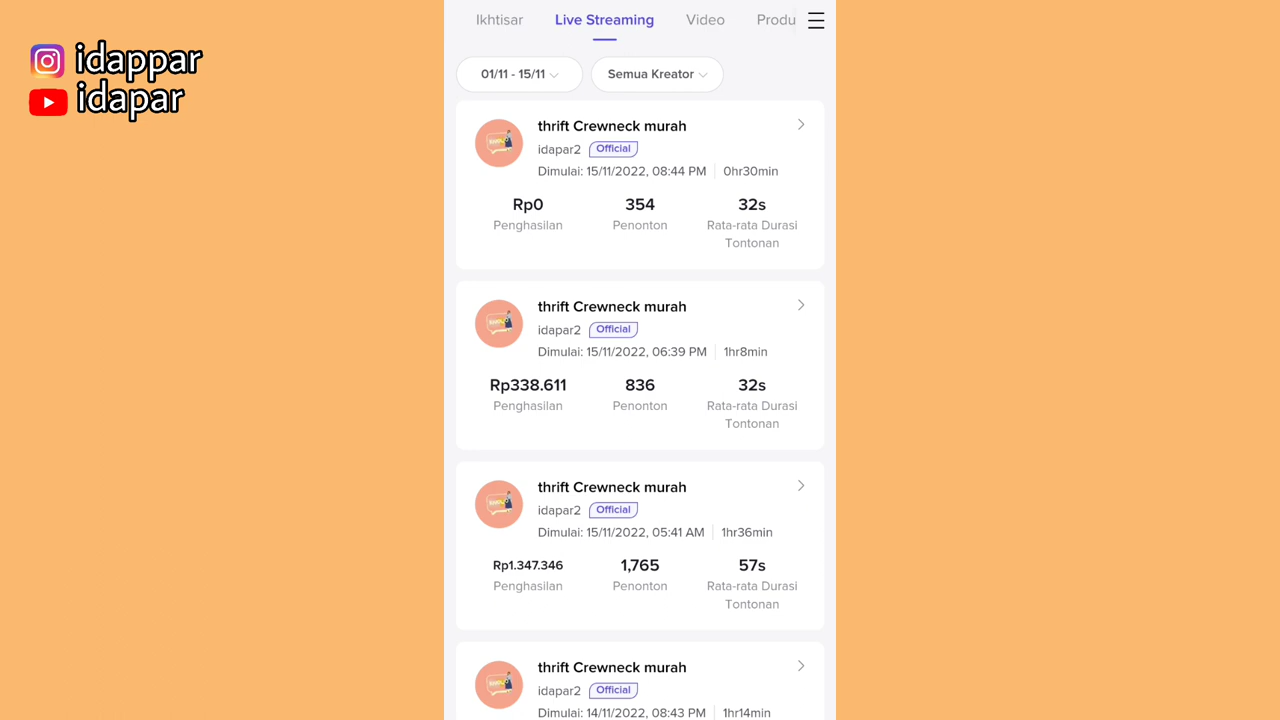 idappar
idapar
Ikhtisar Live Streaming Video Produ
01/11 - 15/11 Semua Kreator
thrift Crewneck murah
idapar2 Official
Dimulai: 15/11/2022, 08:44 PM 0hr30min
Rp0 354 32s
Penghasilan Penonton Rata-rata Durasi
Tontonan
thrift Crewneck murah
idapar2 Official
Dimulai: 15/11/2022, 06:39 PM 1hr8min
Rp338.611 836 32s
Penghasilan Penonton Rata-rata Durasi
Tontonan
thrift Crewneck murah
idapar2 Official
Dimulai: 15/11/2022, 05:41 AM 1hr36min
Rp1.347.346 1,765 57s
Penghasilan Penonton Rata-rata Durasi
Tontonan
thrift Crewneck murah
idapar2 Official
Dimulai: 14/11/2022, 08:43 PM 1hr14min